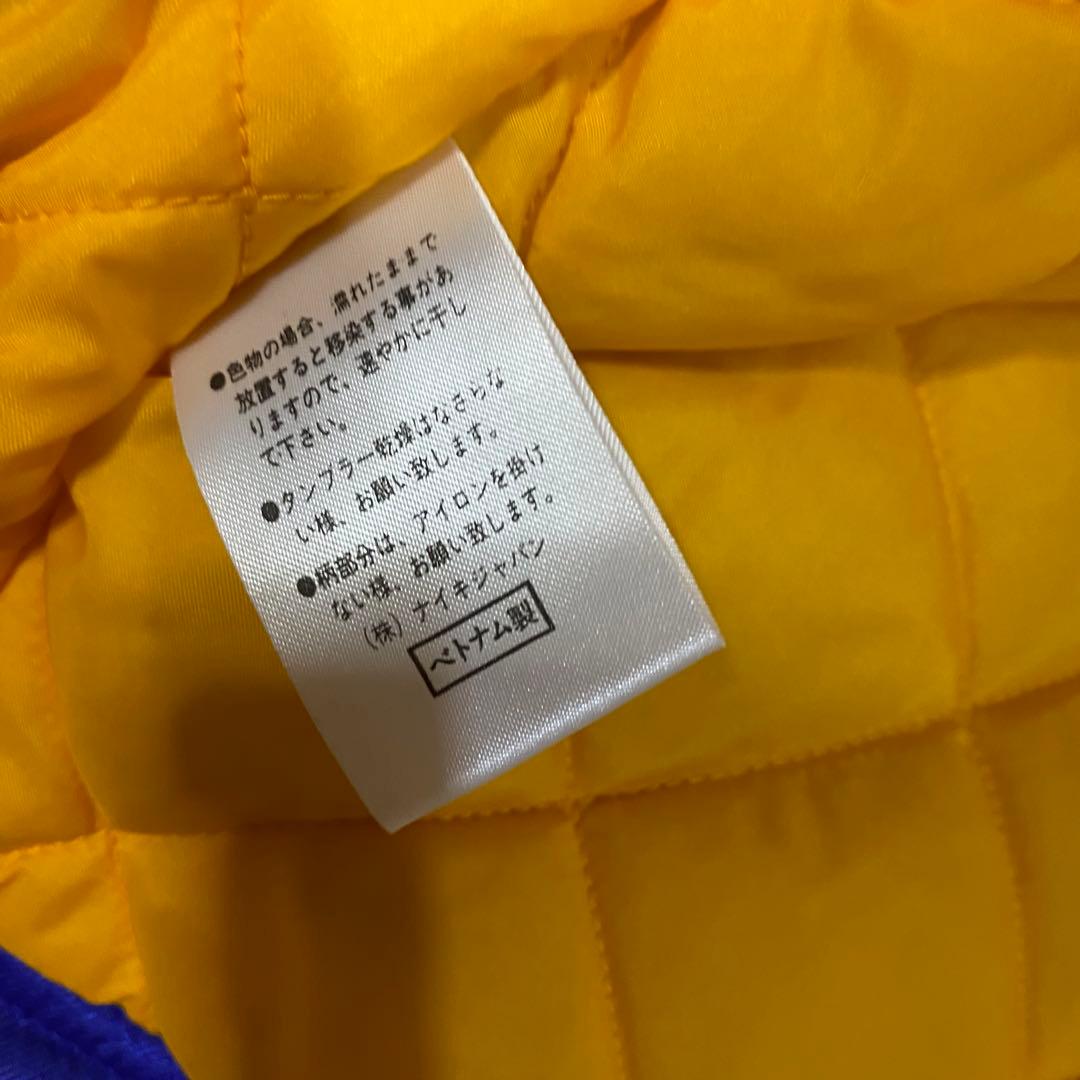 ●色物の場合、濡れたままで
放置すると移染する事があ
りますので、速やかに干し
て下さい。
●タンブラー乾燥はなさらな
い様、お願い致します。
●柄部分は、アイロンを掛け
ない様、お願い致します。
(株) ナイキジャパン
ベトナム製